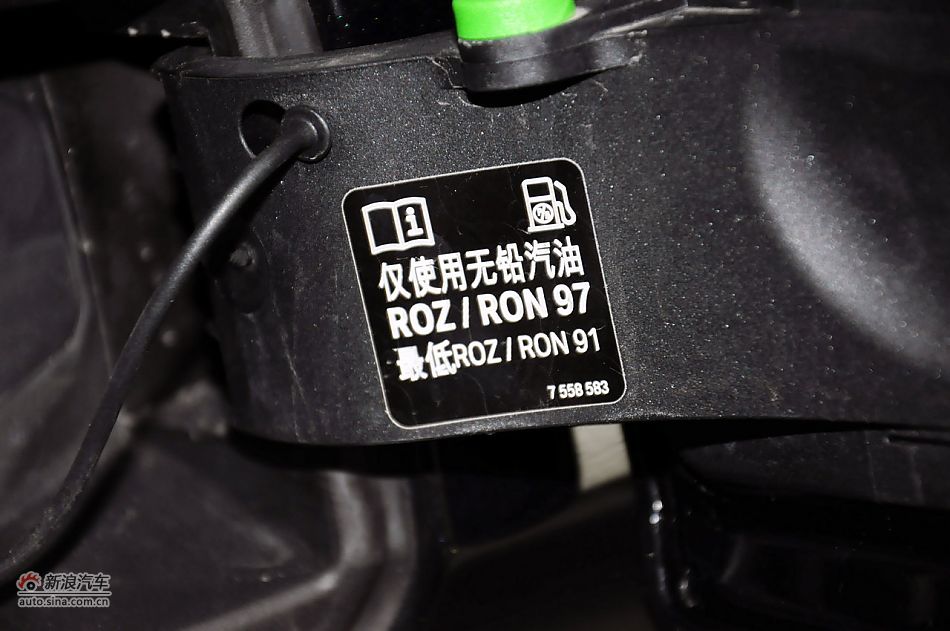 仅使用无铅汽油
ROZ / RON 97
最低ROZ / RON 91
7 558 583
新浪汽车
auto.sina.com.cn